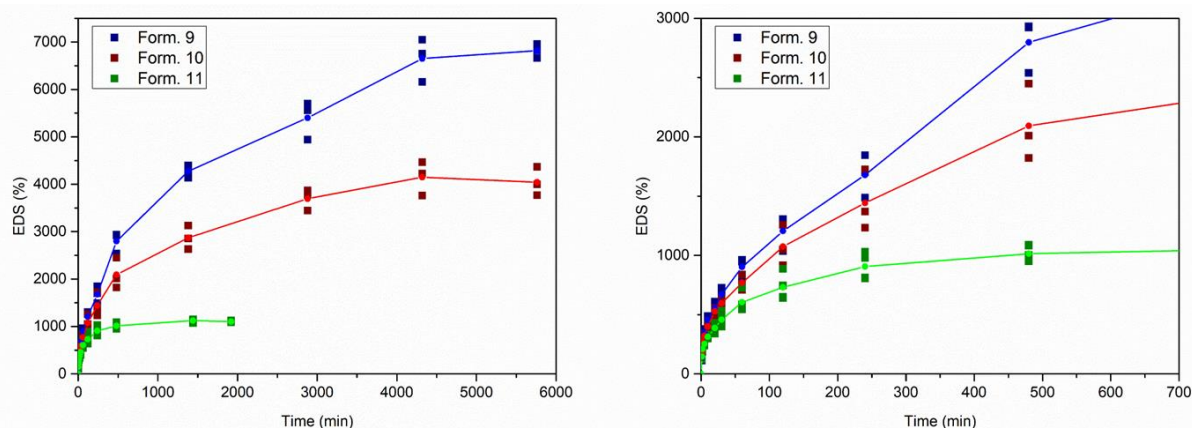 Form. 9
Form. 10
Form. 11
EDS (%)
7000
6000
5000
4000
3000
2000
1000
0
0 1000 2000 3000 4000 5000 6000
Time (min)
Form. 9
Form. 10
Form. 11
EDS (%)
3000
2000
1000
0
0 100 200 300 400 500 600 700
Time (min)